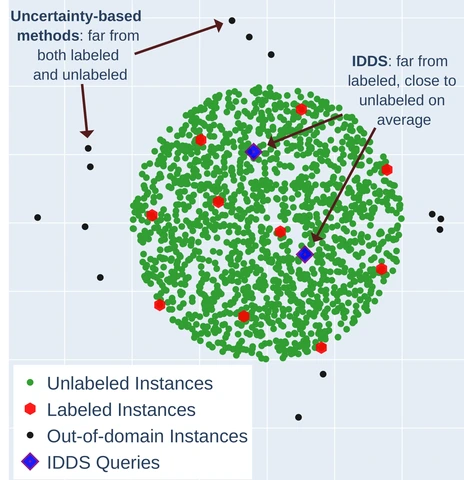 Uncertainty-based
methods: far from
both labeled
and unlabeled
IDDS: far from
labeled, close to
unlabeled on
average
Unlabeled Instances
Labeled Instances
Out-of-domain Instances
IDDS Queries